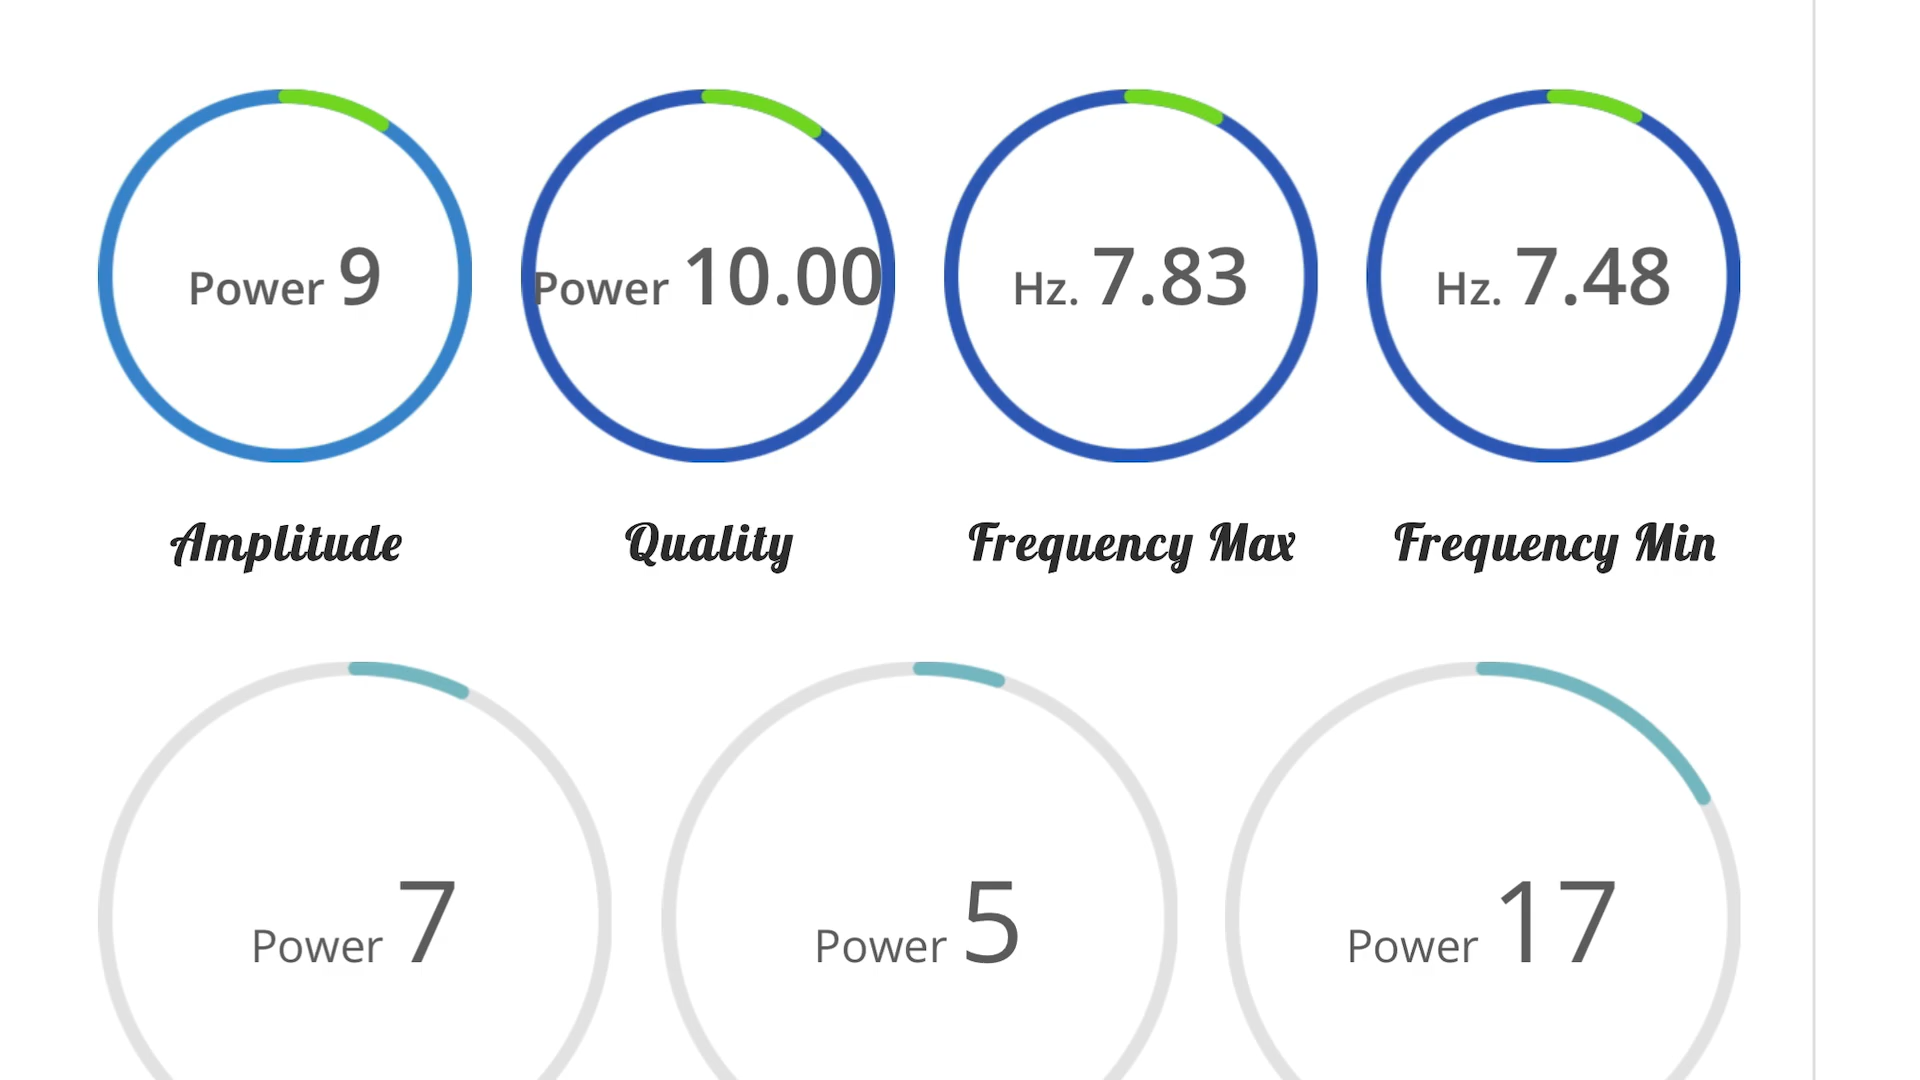 Power 9
Power 10.00
Hz. 7.83
Hz. 7.48
Amplitude
Quality
Frequency Max
Frequency Min
Power 7
Power 5
Power 17